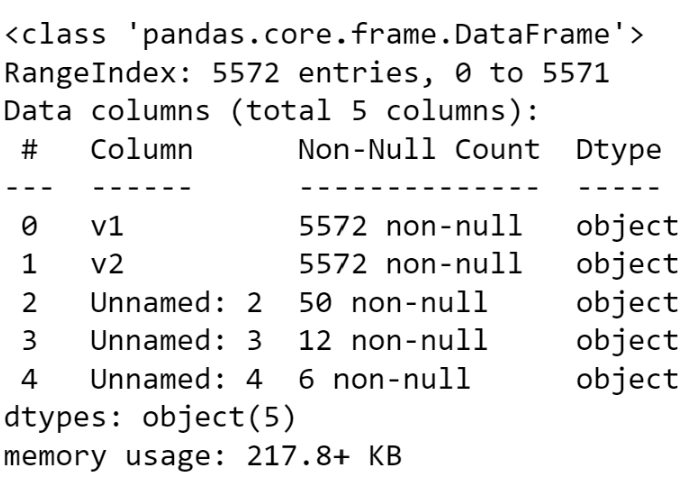 <class 'pandas.core.frame.DataFrame'>
RangeIndex: 5572 entries, 0 to 5571
Data columns (total 5 columns):
 #   Column      Non-Null Count  Dtype
---  ------      --------------  -----
 0   v1          5572 non-null   object
 1   v2          5572 non-null   object
 2   Unnamed: 2  50 non-null     object
 3   Unnamed: 3  12 non-null     object
 4   Unnamed: 4  6 non-null      object
dtypes: object(5)
memory usage: 217.8+ KB